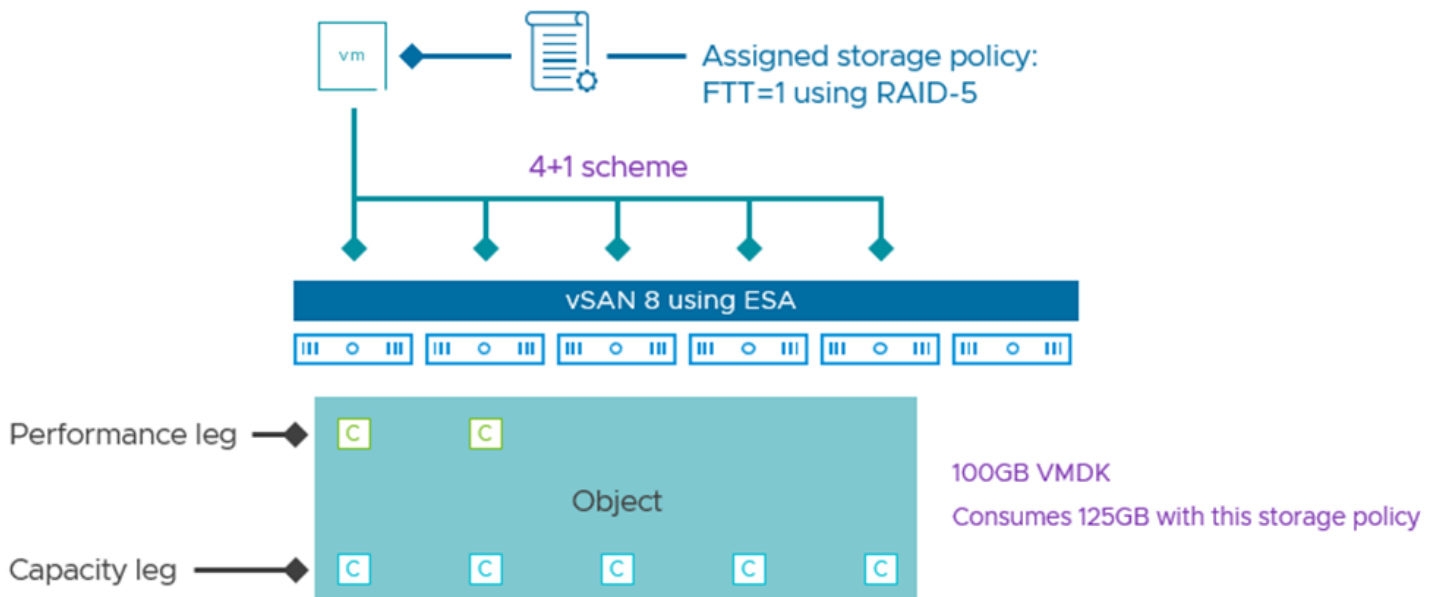 vm
Assigned storage policy:
FTT=1 using RAID-5
4+1 scheme
vSAN 8 using ESA
Performance leg
C C
Object
100GB VMDK
Consumes 125GB with this storage policy
Capacity leg
C C C C C